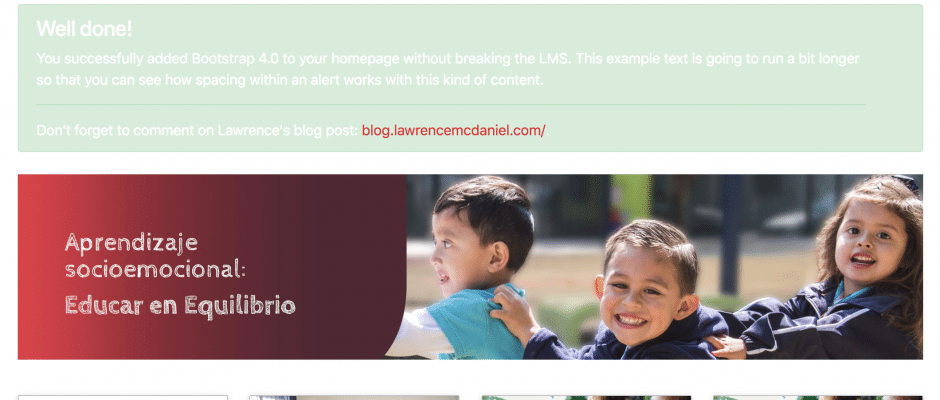 Well done!
You successfully added Bootstrap 4.0 to your homepage without breaking the LMS. This example text is going to run a bit longer
so that you can see how spacing within an alert works with this kind of content.
Don't forget to comment on Lawrence's blog post: blog.lawrencemcdaniel.com/.
Aprendizaje
socioemocional:
Educar en Equilibrio